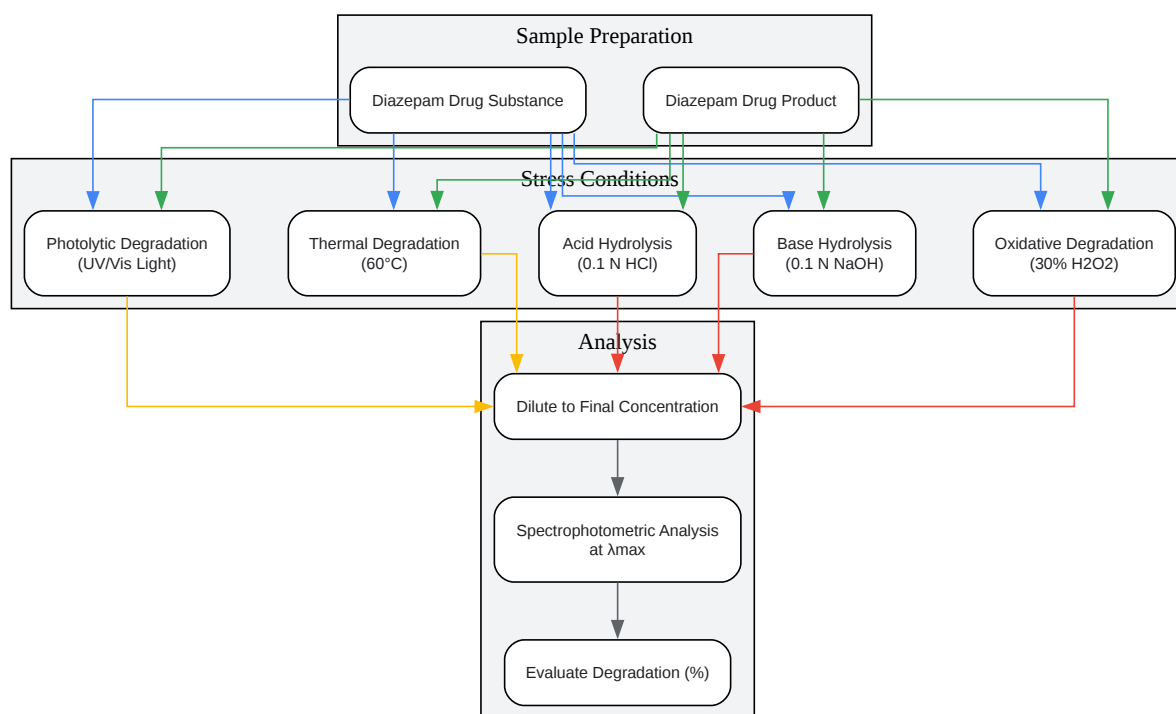 Sample Preparation
Diazepam Drug Substance
Diazepam Drug Product
Stress Conditions
Photolytic Degradation
(UV/Vis Light)
Thermal Degradation
(60°C)
Acid Hydrolysis
(0.1 N HCl)
Base Hydrolysis
(0.1 N NaOH)
Oxidative Degradation
(30% H2O2)
Analysis
Dilute to Final Concentration
Spectrophotometric Analysis
at λmax
Evaluate Degradation (%)